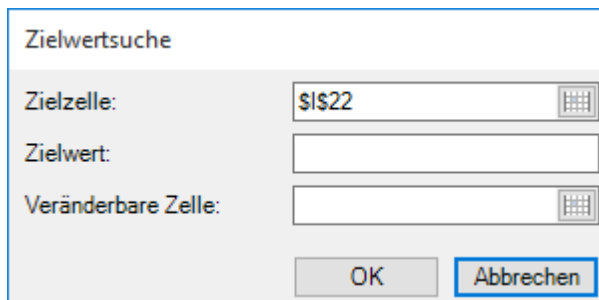 Zielwertsuche
Zielzelle: $I$22
Zielwert:
Veränderbare Zelle:
OK Abbrechen